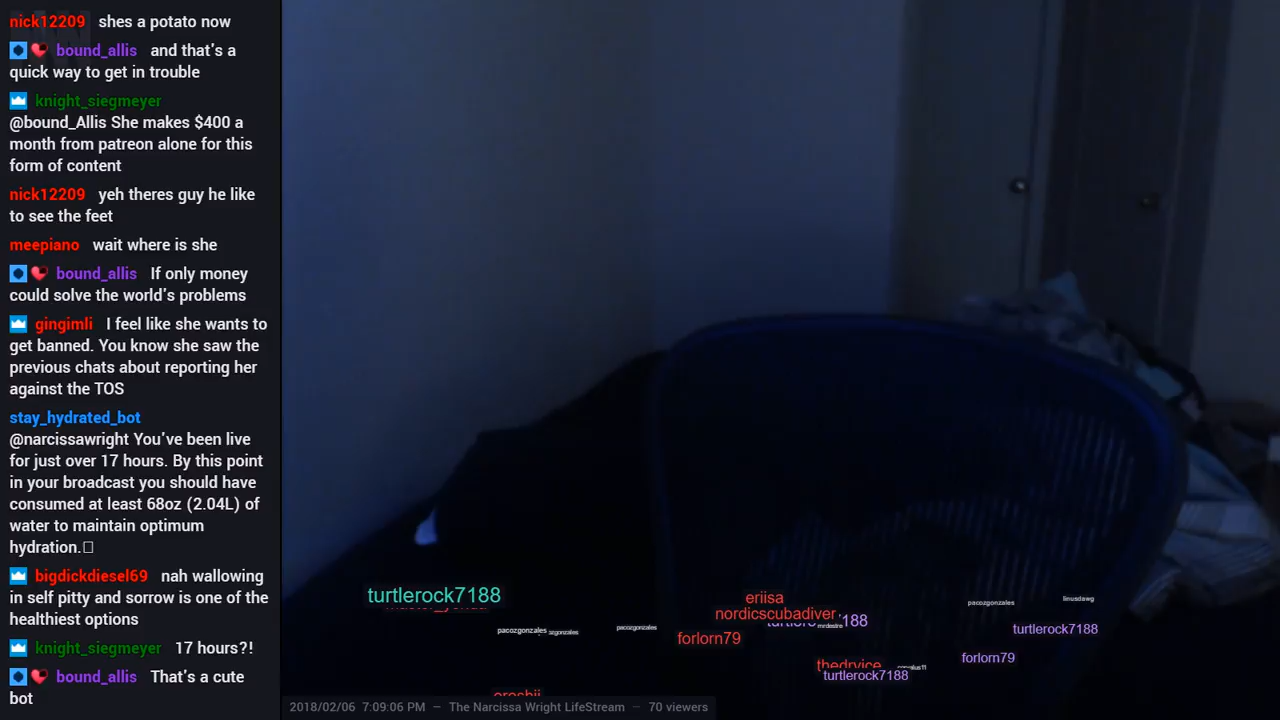 nick12209 shes a potato now
bound_allis and that's a
quick way to get in trouble
knight_siegmeyer
@bound_Allis She makes $400 a
month from patreon alone for this
form of content
nick12209 yeh theres guy he like
to see the feet
meepiano wait where is she
bound_allis If only money
could solve the world's problems
gingimli I feel like she wants to
get banned. You know she saw the
previous chats about reporting her
against the TOS
stay_hydrated_bot
@narcissawright You've been live
for just over 17 hours. By this point
in your broadcast you should have
consumed at least 68oz (2.04L) of
water to maintain optimum
hydration.
bigdickdiesel69 nah wallowing
in self pitty and sorrow is one of the
healthiest options
knight_siegmeyer 17 hours?!
bound_allis That's a cute
bot
turtlerock7188
eriisa
pacozgonzales
linusdawg
nordicscubadiver
188
pacozgonzales
pacozgonzales
turtlerock7188
forlorn79
forlorn79
thedryice
turtlerock7188
2018/02/06 7:09:06 PM — The Narcissa Wright LifeStream — 70 viewers